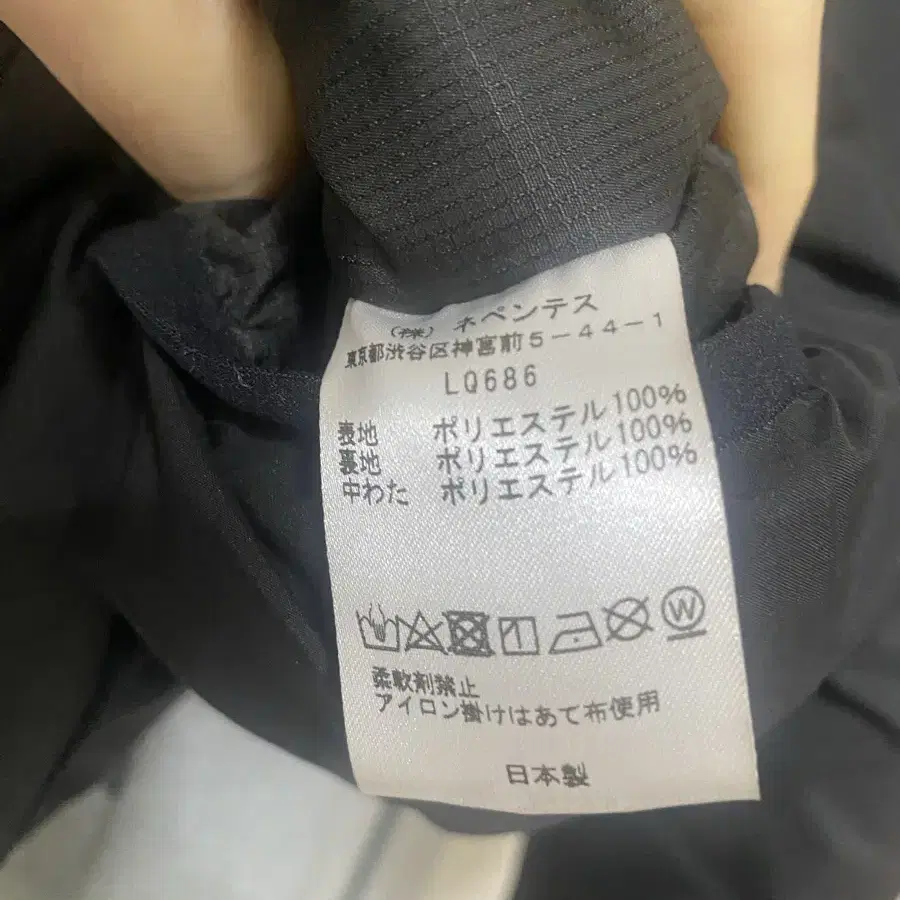 (株) ネペンテス
東京都渋谷区神宮前5-44-1
LQ686
表地 ポリエステル100%
裏地 ポリエステル100%
中わた ポリエステル100%
W
柔軟剤禁止
アイロン掛けはあて布使用
日本製